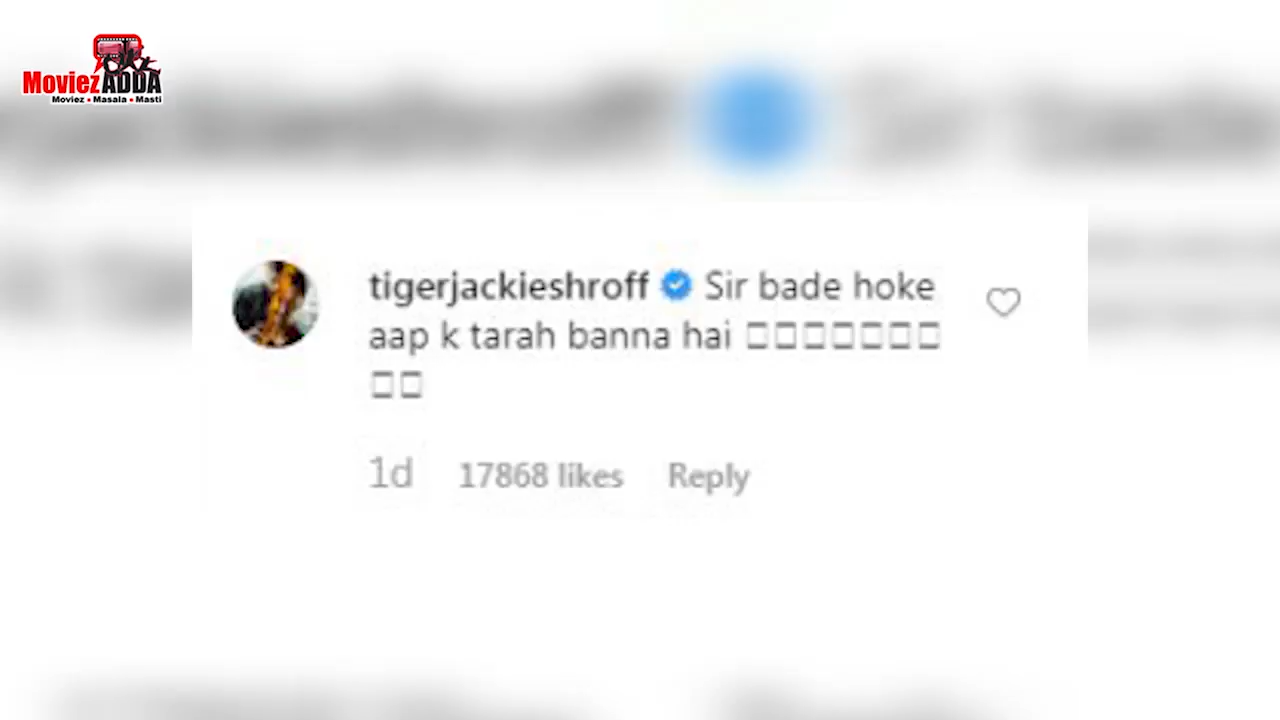 MoviezADDA
Moviez • Masala • Masti
tigerjackieshroff Sir bade hoke
aap k tarah banna hai □□□□□□□
□□
1d 17868 likes Reply